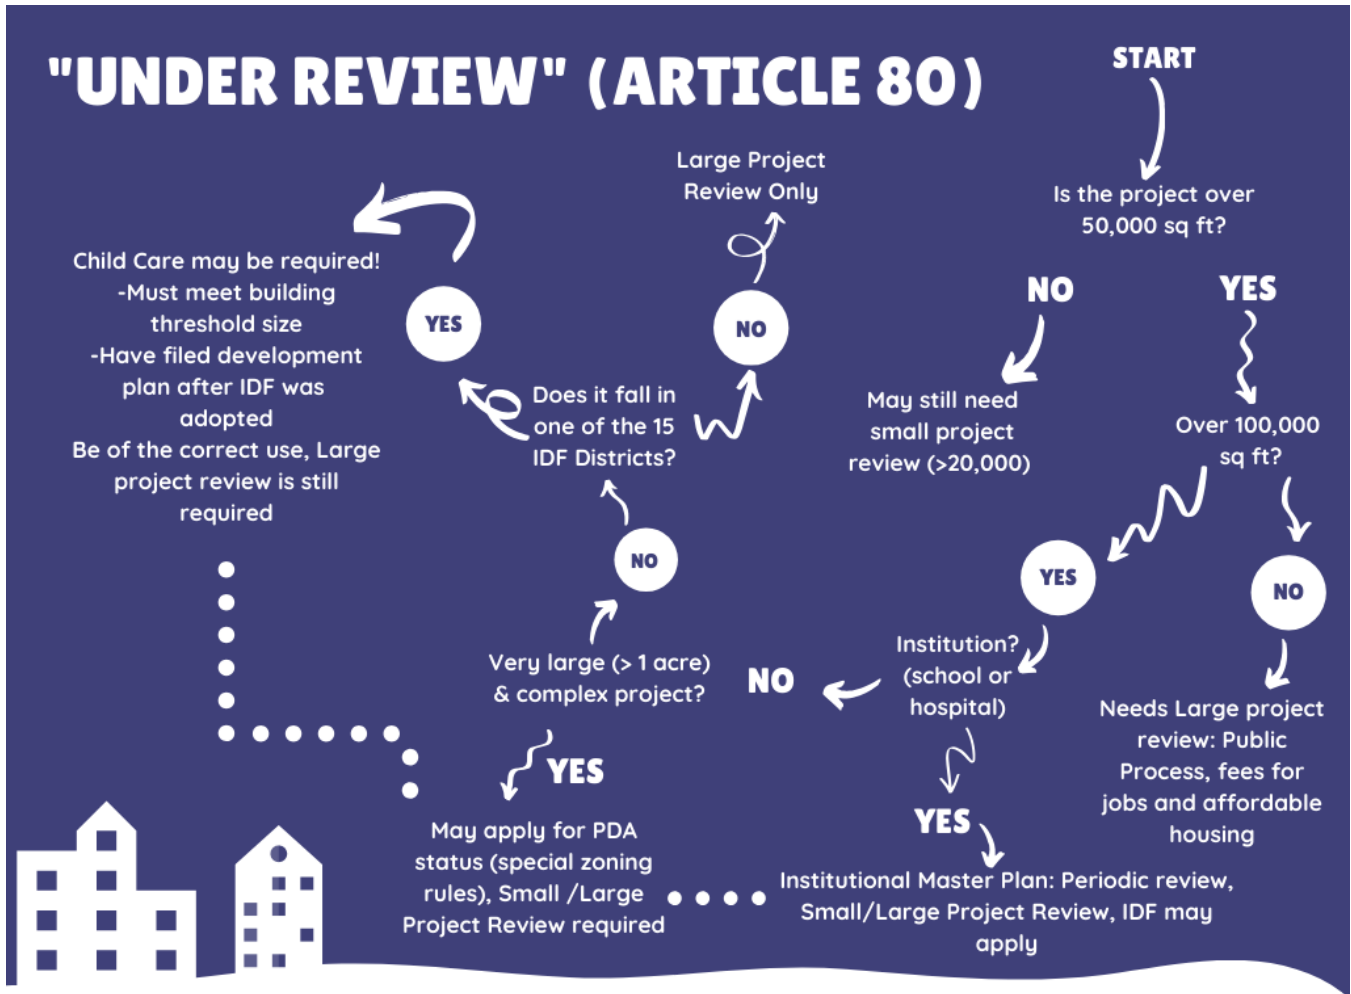 "UNDER REVIEW" (ARTICLE 80)
START
Is the project over
50,000 sq ft?
NO
YES
May still need
small project
review (>20,000)
Over 100,000
sq ft?
YES
NO
Needs Large project
review: Public
Process, fees for
jobs and affordable
housing
Institution?
(school or
hospital)
YES
Institutional Master Plan: Periodic review,
Small/Large Project Review, IDF may
apply
NO
Very large (> 1 acre)
& complex project?
YES
May apply for PDA
status (special zoning
rules), Small /Large
Project Review required
NO
Does it fall in
one of the 15
IDF Districts?
NO
Large Project
Review Only
YES
Child Care may be required!
-Must meet building
threshold size
-Have filed development
plan after IDF was
adopted
Be of the correct use, Large
project review is still
required